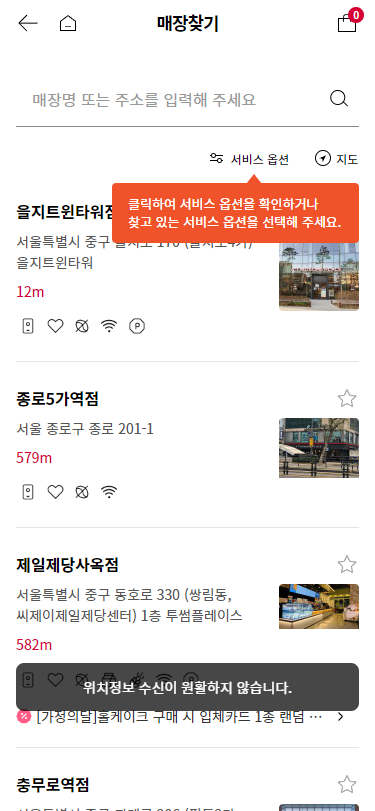 매장찾기
0
매장명 또는 주소를 입력해 주세요
서비스 옵션
지도
클릭하여 서비스 옵션을 확인하거나
찾고 있는 서비스 옵션을 선택해 주세요.
을지트윈타워점
서울특별시 중구 을지로 170 (을지로4가)
을지트윈타워
12m
종로5가역점
서울 종로구 종로 201-1
579m
제일제당사옥점
서울특별시 중구 동호로 330 (쌍림동,
씨제이제일제당센터) 1층 투썸플레이스
582m
위치정보 수신이 원활하지 않습니다.
[가정의달]홀케이크 구매 시 입체카드 1종 랜덤 …
충무로역점